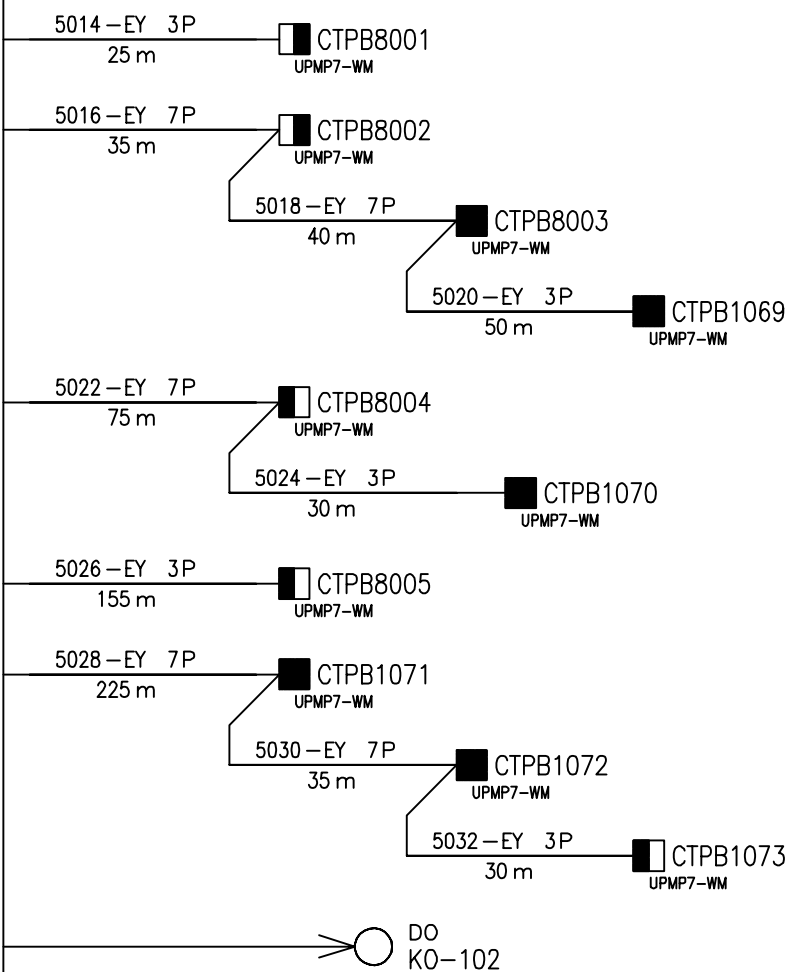 5014-EY 3P
25 m
CTPB8001
UPMP7-WM
5016-EY 7P
35 m
CTPB8002
UPMP7-WM
5018-EY 7P
40 m
CTPB8003
UPMP7-WM
5020-EY 3P
50 m
CTPB1069
UPMP7-WM
5022-EY 7P
75 m
CTPB8004
UPMP7-WM
5024-EY 3P
30 m
CTPB1070
UPMP7-WM
5026-EY 3P
155 m
CTPB8005
UPMP7-WM
5028-EY 7P
225 m
CTPB1071
UPMP7-WM
5030-EY 7P
35 m
CTPB1072
UPMP7-WM
5032-EY 3P
30 m
CTPB1073
UPMP7-WM
DO
KO-102